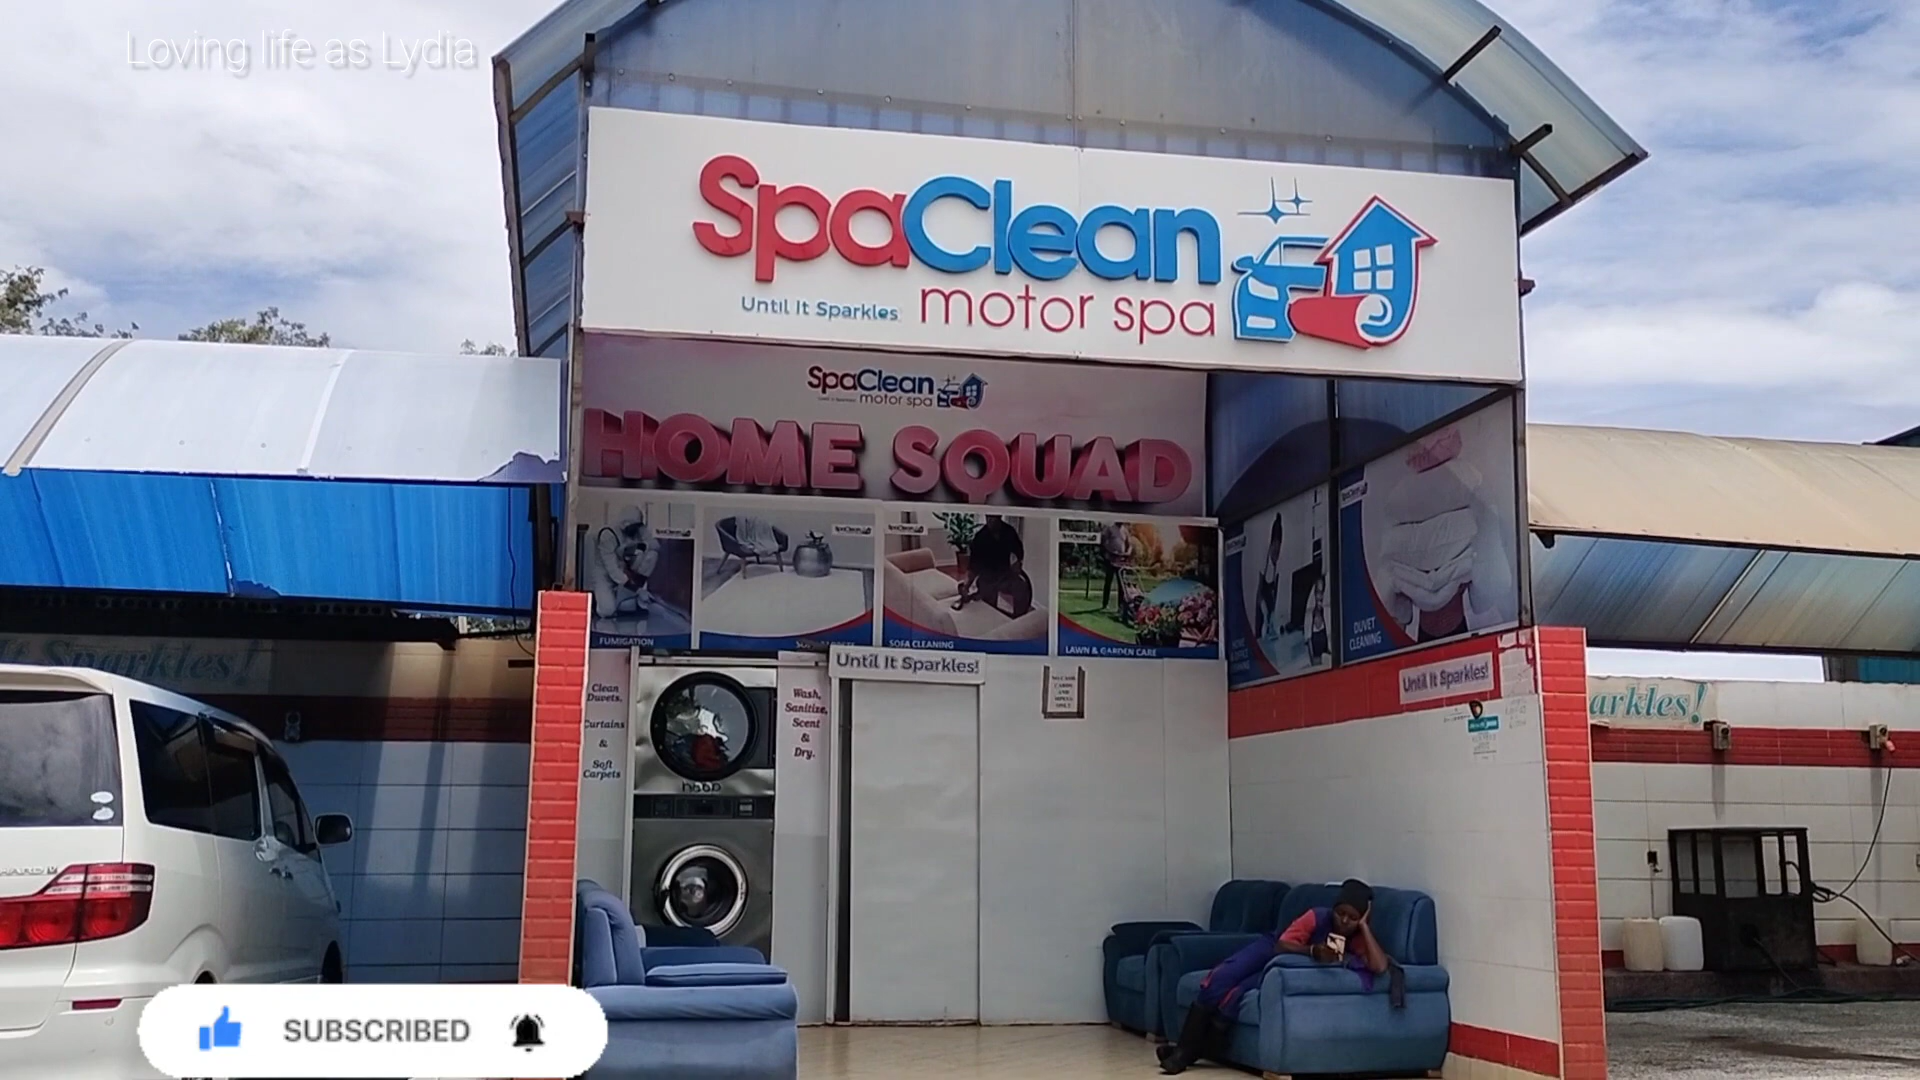 Loving life as Lydia
SpaClean
Until It Sparkles
motor spa
SpaClean
motor spa
HOME SQUAD
FUMIGATION
SOFA CLEANING
LAWN & GARDEN CARE
DUVET
CLEANING
It Sparkles!
Until It Sparkles!
Until It Sparkles!
arkles!
Clean
Duvets,
Curtains
&
Soft
Carpets
Wash,
Sanitize,
Scent
&
Dry.
SUBSCRIBED